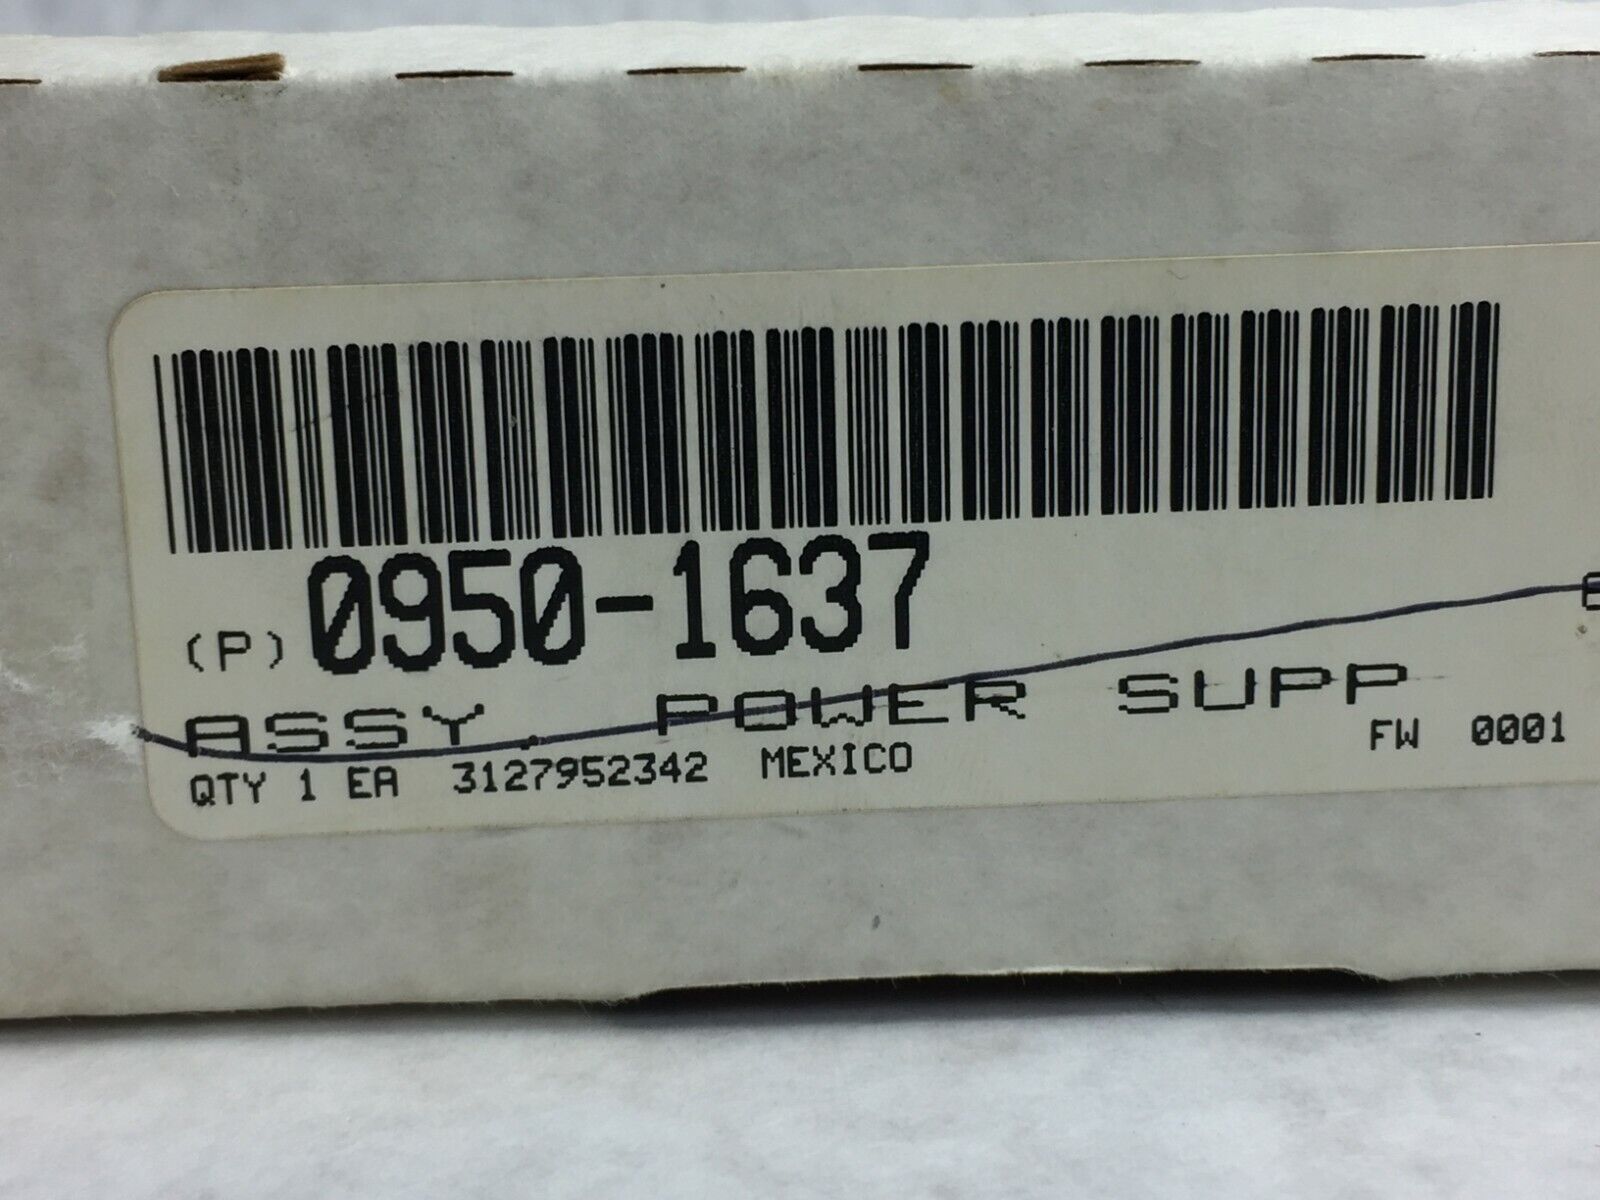 (P) 0950-1637
ASSY. POWER SUPP
QTY 1 EA 3127952342 MEXICO FW 0001